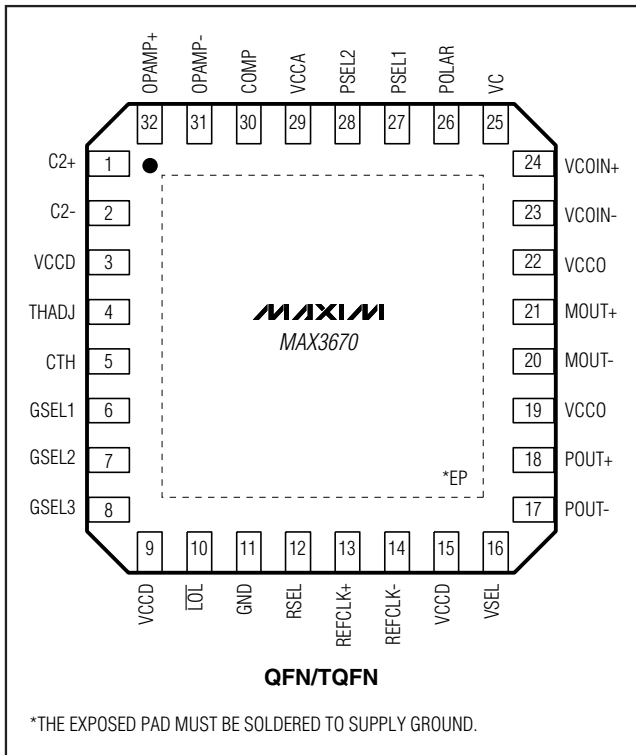 OPAMP+
OPAMP-
COMP
VCCA
PSEL2
PSEL1
POLAR
VC
32
31
30
29
28
27
26
25
C2+
1
C2-
2
VCCD
3
THADJ
4
CTH
5
GSEL1
6
GSEL2
7
GSEL3
8
MAXIM
MAX3670
*EP
24
VCOIN+
23
VCOIN-
22
VCCO
21
MOUT+
20
MOUT-
19
VCCO
18
POUT+
17
POUT-
9
10
11
12
13
14
15
16
VCCD
L̅O̅L̅
GND
RSEL
REFCLK+
REFCLK-
VCCD
VSEL
QFN/TQFN
*THE EXPOSED PAD MUST BE SOLDERED TO SUPPLY GROUND.